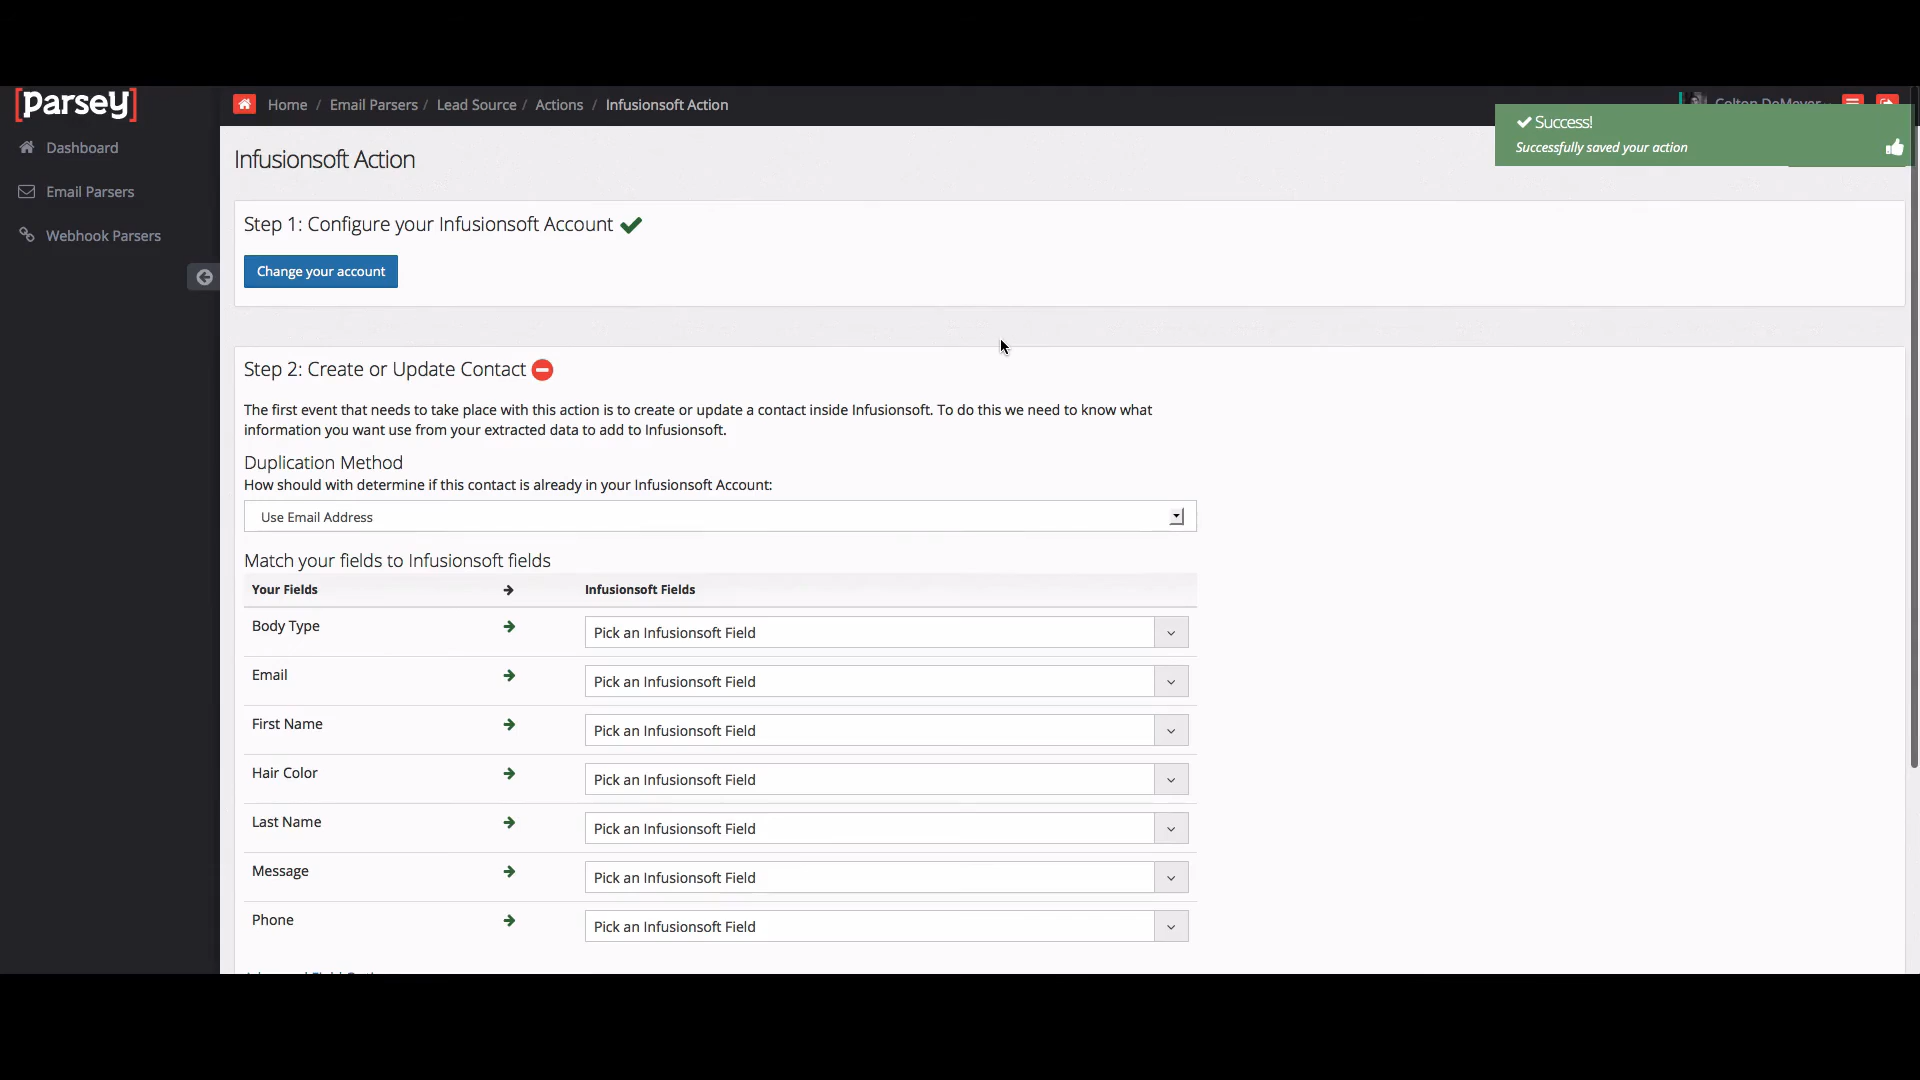 [parsey]
Home / Email Parsers / Lead Source / Actions / Infusionsoft Action
Colton DeMeyer
Success!
Successfully saved your action
Dashboard
Email Parsers
Webhook Parsers
Infusionsoft Action
Step 1: Configure your Infusionsoft Account
Change your account
Step 2: Create or Update Contact
The first event that needs to take place with this action is to create or update a contact inside Infusionsoft. To do this we need to know what
information you want use from your extracted data to add to Infusionsoft.
Duplication Method
How should with determine if this contact is already in your Infusionsoft Account:
Use Email Address
Match your fields to Infusionsoft fields
Your Fields Infusionsoft Fields
Body Type Pick an Infusionsoft Field
Email Pick an Infusionsoft Field
First Name Pick an Infusionsoft Field
Hair Color Pick an Infusionsoft Field
Last Name Pick an Infusionsoft Field
Message Pick an Infusionsoft Field
Phone Pick an Infusionsoft Field